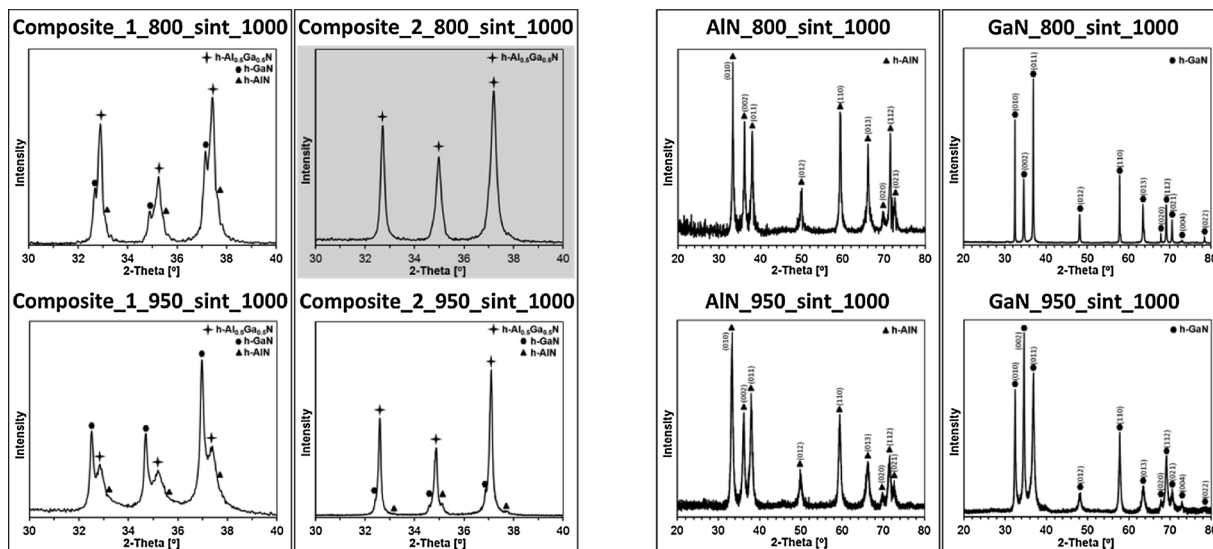 Composite_1_800_sint_1000
h-Al0.5Ga0.5N
h-GaN
h-AlN
Intensity
30 32 34 36 38 40
2-Theta [°]
Composite_2_800_sint_1000
h-Al0.5Ga0.5N
Intensity
30 32 34 36 38 40
2-Theta [°]
AlN_800_sint_1000
h-AlN
(010)
(002)
(011)
(012)
(110)
(013)
(020)
(112)
(021)
Intensity
20 30 40 50 60 70 80
2-Theta [°]
GaN_800_sint_1000
h-GaN
(010)
(002)
(011)
(012)
(110)
(013)
(020)
(112)
(021)
(004)
(022)
Intensity
20 30 40 50 60 70 80
2-Theta [°]
Composite_1_950_sint_1000
h-Al0.5Ga0.5N
h-GaN
h-AlN
Intensity
30 32 34 36 38 40
2-Theta [°]
Composite_2_950_sint_1000
h-Al0.5Ga0.5N
h-GaN
h-AlN
Intensity
30 32 34 36 38 40
2-Theta [°]
AlN_950_sint_1000
h-AlN
(010)
(002)
(011)
(012)
(110)
(013)
(020)
(112)
(021)
Intensity
20 30 40 50 60 70 80
2-Theta [°]
GaN_950_sint_1000
h-GaN
(010)
(002)
(011)
(012)
(110)
(013)
(020)
(112)
(021)
(004)
(022)
Intensity
20 30 40 50 60 70 80
2-Theta [°]